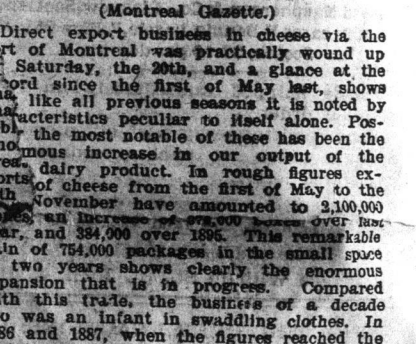 (Montreal Gazette.)
Direct export business in cheese via the
rt of Montreal was practically wound up
Saturday, the 20th, and a glance at the
ord since the first of May last, shows
like all previous seasons it is noted by
racteristics peculiar to itself alone. Pos-
bl, the most notable of these has been the
mous increase in our output of the
rea dairy product. In rough figures ex-
orts of cheese from the first of May to the
th November have amounted to 2,100,000
an increase of boxes over last
ar, and 384,000 over 1895. This remarkable
in of 754,000 packages in the small space
two years shows clearly the enormous
pansion that is in progress. Compared
ith this trade, the business of a decade
o was an infant in swaddling clothes. In
86 and 1887, when the figures reached the